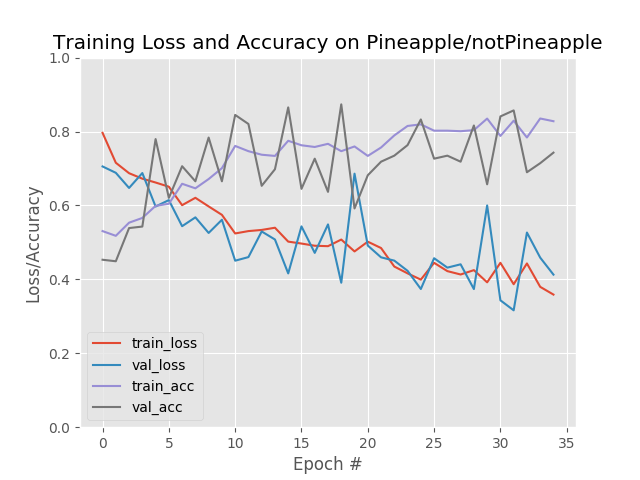 Training Loss and Accuracy on Pineapple/notPineapple
1.0
0.8
0.6
0.4
0.2
0.0
Loss/Accuracy
train_loss
val_loss
train_acc
val_acc
0 5 10 15 20 25 30 35
Epoch #